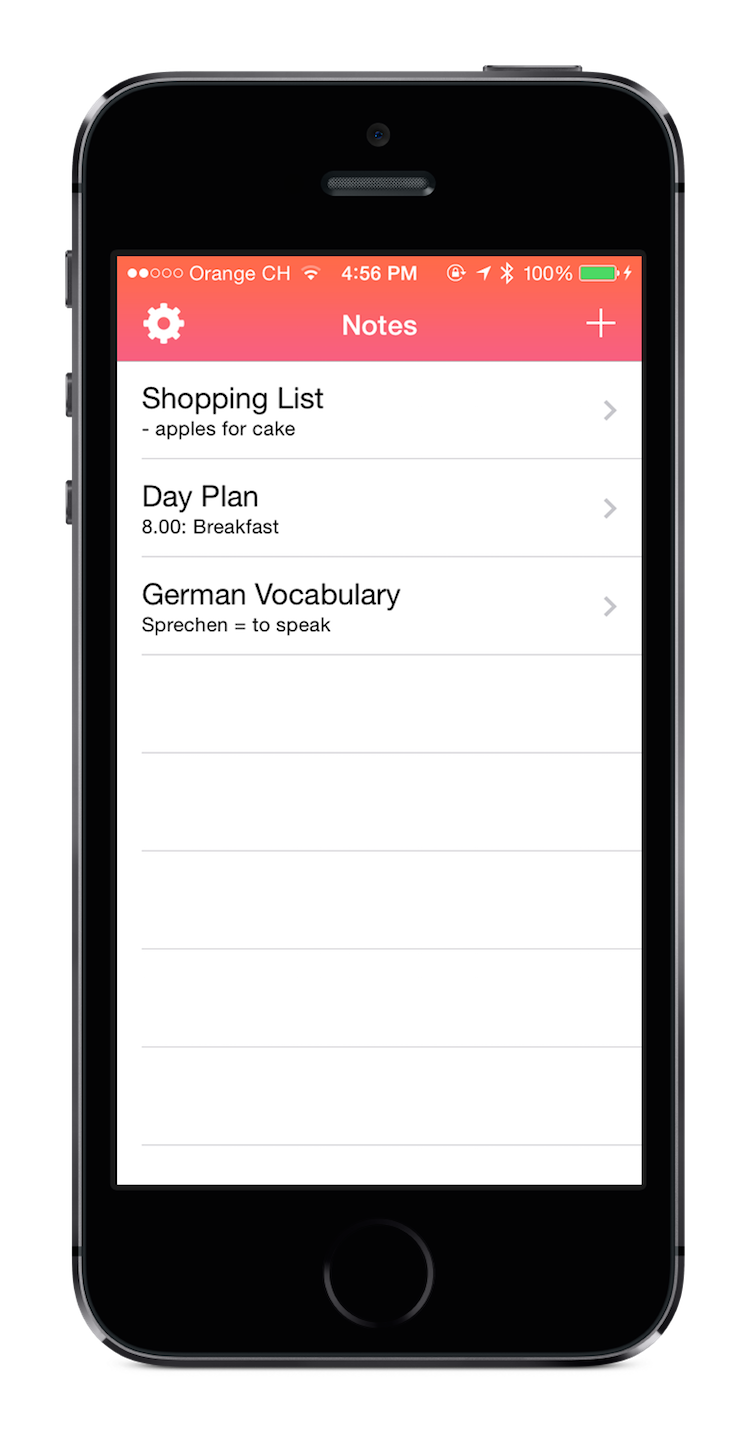 Orange CH 4:56 PM 100%
Notes
Shopping List
- apples for cake
Day Plan
8.00: Breakfast
German Vocabulary
Sprechen = to speak